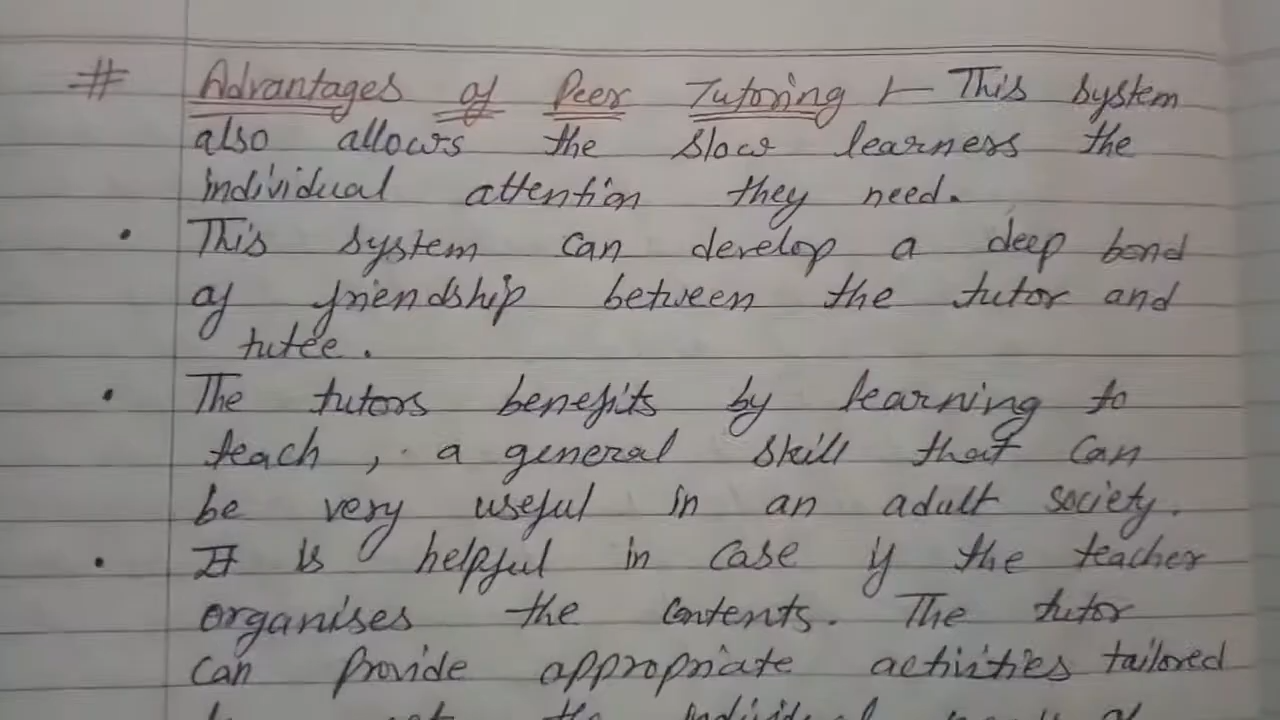 # Advantages of Peer Tutoring :- This system
also allows the slow learness the
individual attention they need.
• This system can develop a deep bond
of friendship between the tutor and
tutee.
• The tutors benefits by learning to
teach, a general skill that can
be very useful in an adult society.
• It is helpful in case if the teacher
organises the contents. The tutor
can provide appropriate activities tailored
the individual